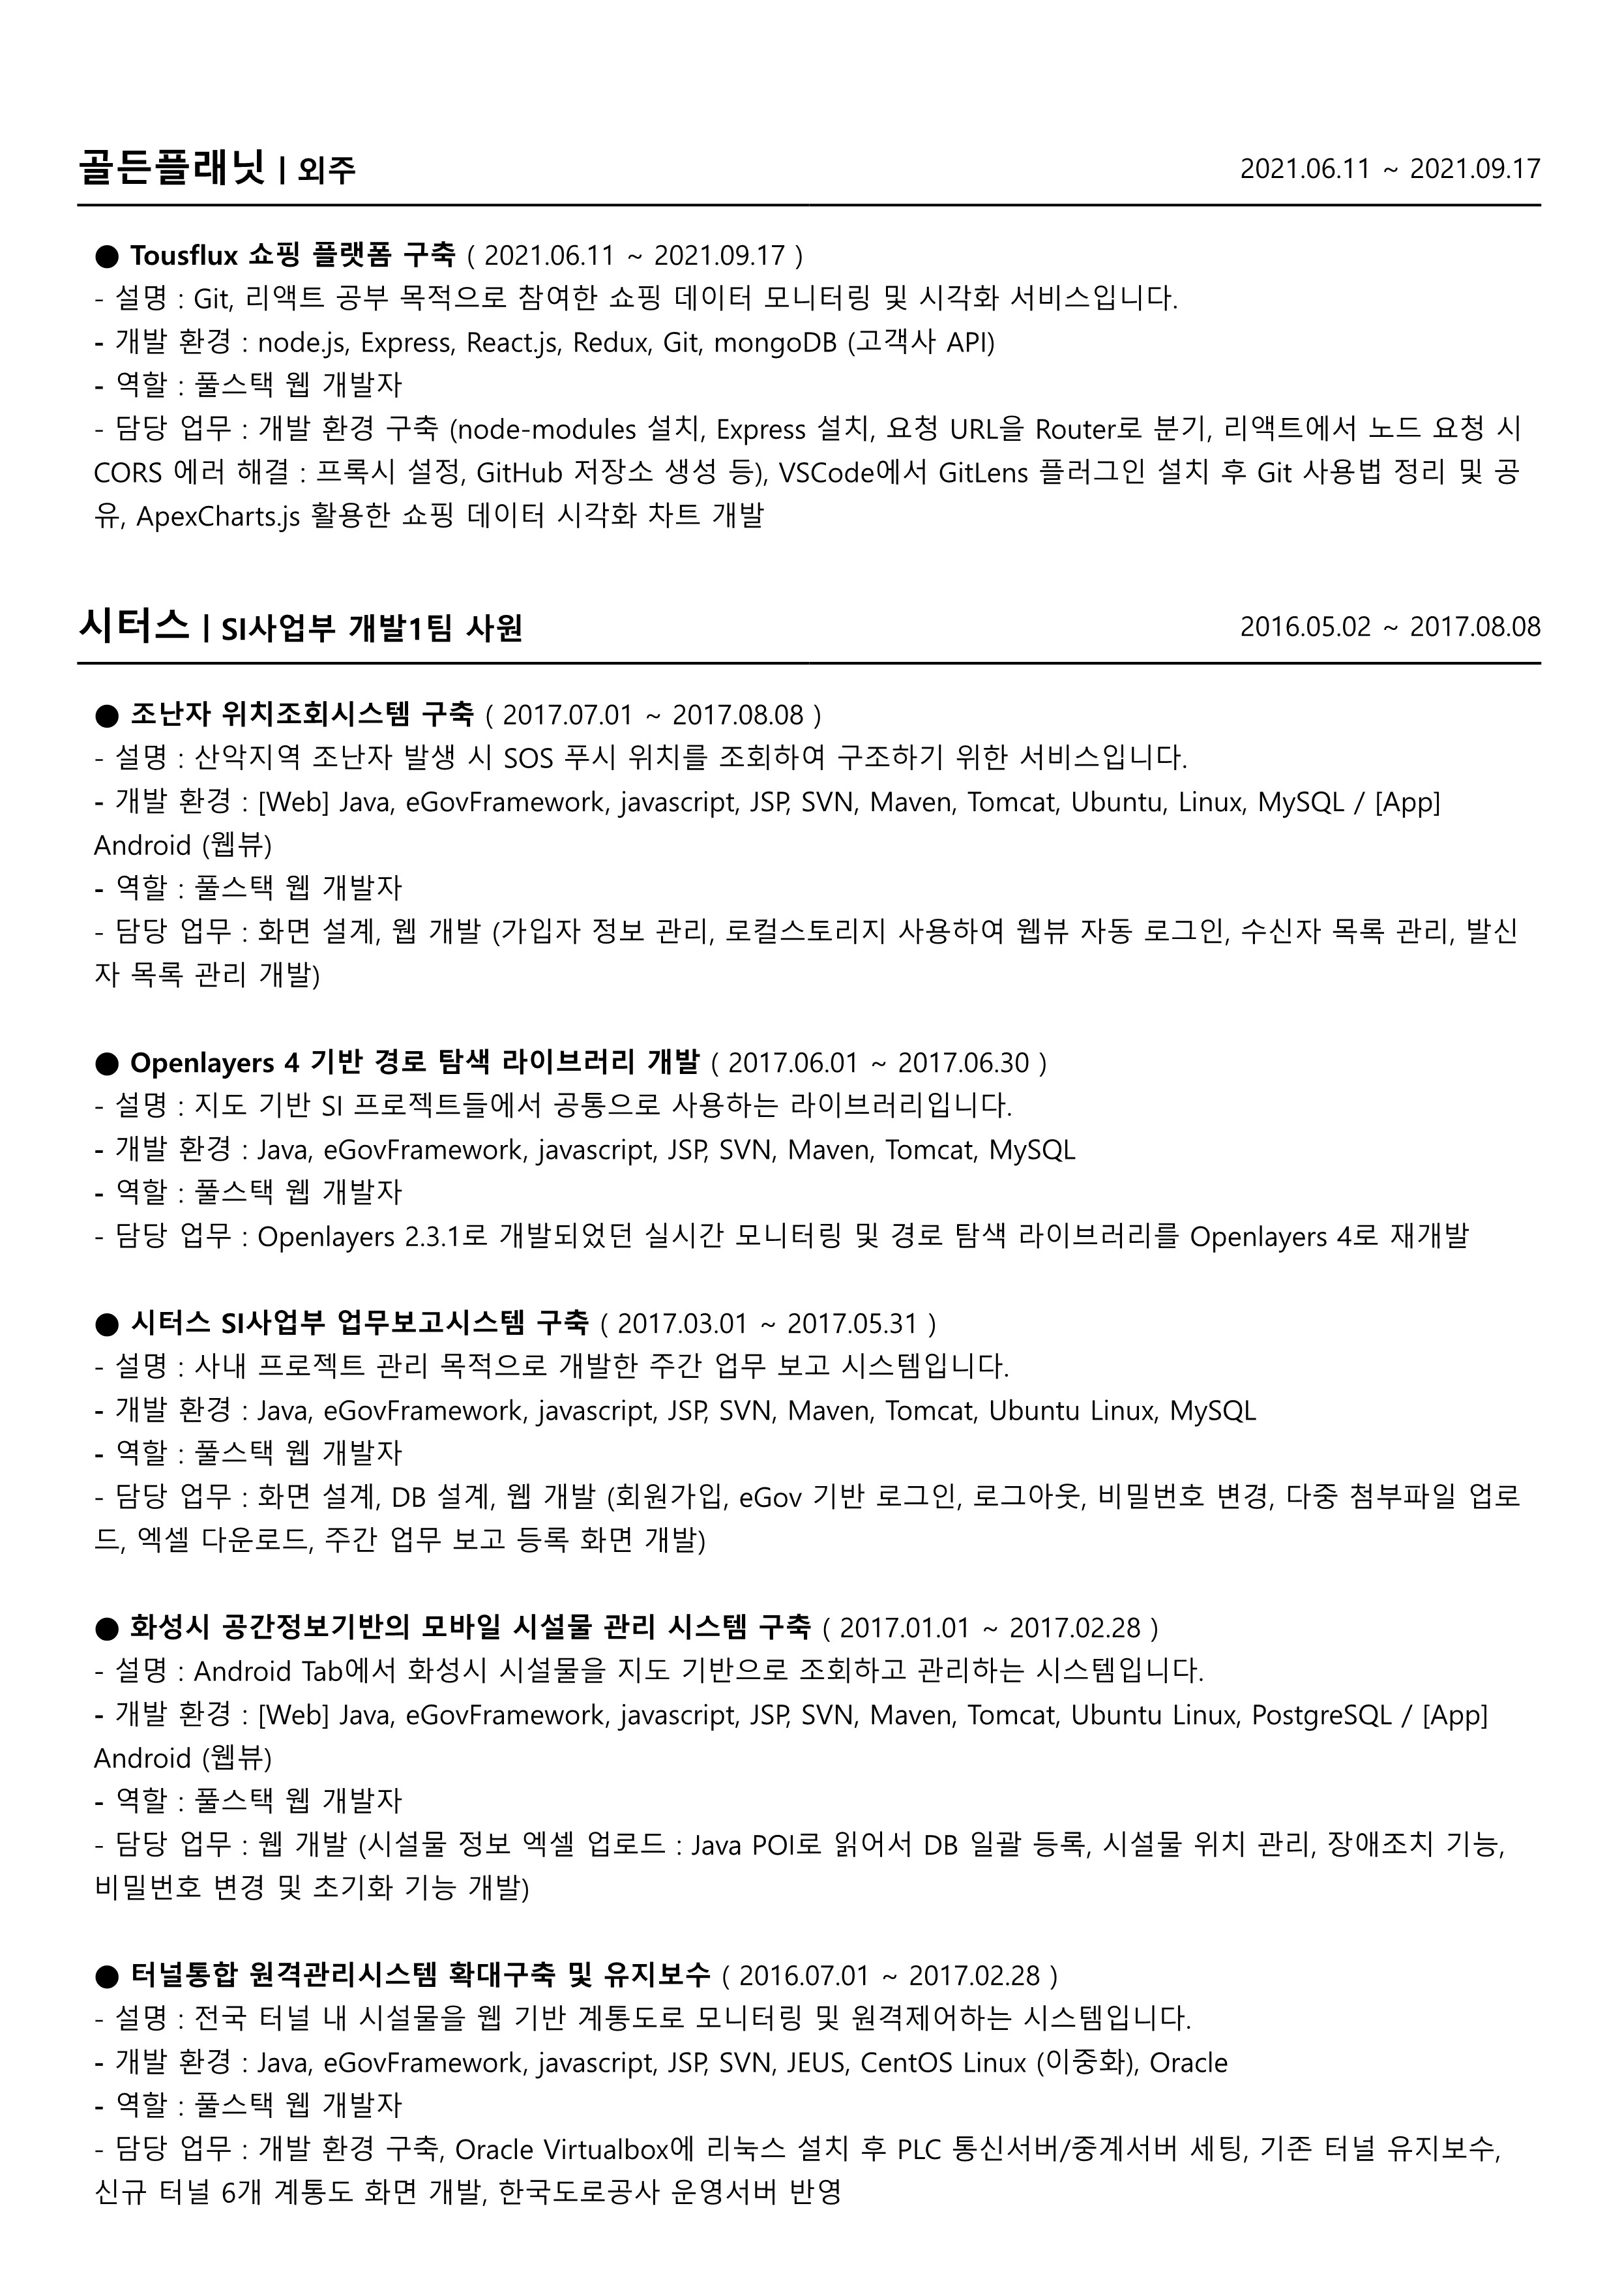 골든플래닛 | 외주 2021.06.11 ~ 2021.09.17
● Tousflux 쇼핑 플랫폼 구축 ( 2021.06.11 ~ 2021.09.17 )
- 설명 : Git, 리액트 공부 목적으로 참여한 쇼핑 데이터 모니터링 및 시각화 서비스입니다.
- 개발 환경 : node.js, Express, React.js, Redux, Git, mongoDB (고객사 API)
- 역할 : 풀스택 웹 개발자
- 담당 업무 : 개발 환경 구축 (node-modules 설치, Express 설치, 요청 URL을 Router로 분기, 리액트에서 노드 요청 시
CORS 에러 해결 : 프록시 설정, GitHub 저장소 생성 등), VSCode에서 GitLens 플러그인 설치 후 Git 사용법 정리 및 공
유, ApexCharts.js 활용한 쇼핑 데이터 시각화 차트 개발
시터스 | SI사업부 개발1팀 사원 2016.05.02 ~ 2017.08.08
● 조난자 위치조회시스템 구축 ( 2017.07.01 ~ 2017.08.08 )
- 설명 : 산악지역 조난자 발생 시 SOS 푸시 위치를 조회하여 구조하기 위한 서비스입니다.
- 개발 환경 : [Web] Java, eGovFramework, javascript, JSP, SVN, Maven, Tomcat, Ubuntu, Linux, MySQL / [App]
Android (웹뷰)
- 역할 : 풀스택 웹 개발자
- 담당 업무 : 화면 설계, 웹 개발 (가입자 정보 관리, 로컬스토리지 사용하여 웹뷰 자동 로그인, 수신자 목록 관리, 발신
자 목록 관리 개발)
● Openlayers 4 기반 경로 탐색 라이브러리 개발 ( 2017.06.01 ~ 2017.06.30 )
- 설명 : 지도 기반 SI 프로젝트들에서 공통으로 사용하는 라이브러리입니다.
- 개발 환경 : Java, eGovFramework, javascript, JSP, SVN, Maven, Tomcat, MySQL
- 역할 : 풀스택 웹 개발자
- 담당 업무 : Openlayers 2.3.1로 개발되었던 실시간 모니터링 및 경로 탐색 라이브러리를 Openlayers 4로 재개발
● 시터스 SI사업부 업무보고시스템 구축 ( 2017.03.01 ~ 2017.05.31 )
- 설명 : 사내 프로젝트 관리 목적으로 개발한 주간 업무 보고 시스템입니다.
- 개발 환경 : Java, eGovFramework, javascript, JSP, SVN, Maven, Tomcat, Ubuntu Linux, MySQL
- 역할 : 풀스택 웹 개발자
- 담당 업무 : 화면 설계, DB 설계, 웹 개발 (회원가입, eGov 기반 로그인, 로그아웃, 비밀번호 변경, 다중 첨부파일 업로
드, 엑셀 다운로드, 주간 업무 보고 등록 화면 개발)
● 화성시 공간정보기반의 모바일 시설물 관리 시스템 구축 ( 2017.01.01 ~ 2017.02.28 )
- 설명 : Android Tab에서 화성시 시설물을 지도 기반으로 조회하고 관리하는 시스템입니다.
- 개발 환경 : [Web] Java, eGovFramework, javascript, JSP, SVN, Maven, Tomcat, Ubuntu Linux, PostgreSQL / [App]
Android (웹뷰)
- 역할 : 풀스택 웹 개발자
- 담당 업무 : 웹 개발 (시설물 정보 엑셀 업로드 : Java POI로 읽어서 DB 일괄 등록, 시설물 위치 관리, 장애조치 기능,
비밀번호 변경 및 초기화 기능 개발)
● 터널통합 원격관리시스템 확대구축 및 유지보수 ( 2016.07.01 ~ 2017.02.28 )
- 설명 : 전국 터널 내 시설물을 웹 기반 계통도로 모니터링 및 원격제어하는 시스템입니다.
- 개발 환경 : Java, eGovFramework, javascript, JSP, SVN, JEUS, CentOS Linux (이중화), Oracle
- 역할 : 풀스택 웹 개발자
- 담당 업무 : 개발 환경 구축, Oracle Virtualbox에 리눅스 설치 후 PLC 통신서버/중계서버 세팅, 기존 터널 유지보수,
신규 터널 6개 계통도 화면 개발, 한국도로공사 운영서버 반영